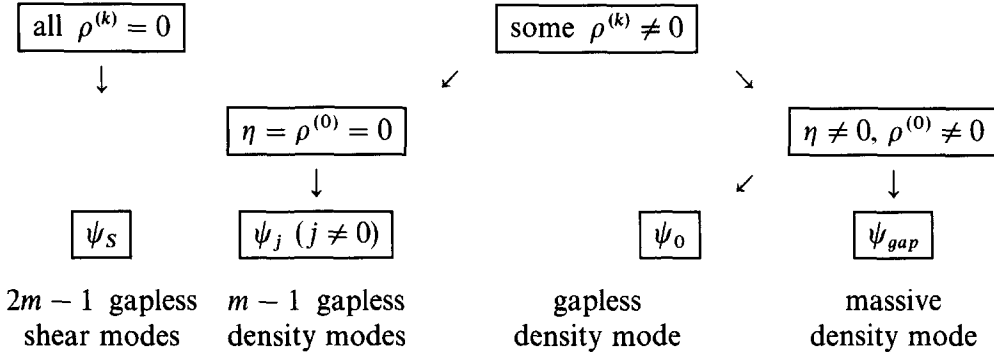 all ρ^(k) = 0
some ρ^(k) ≠ 0
↓
↙
↘
η = ρ^(0) = 0
η ≠ 0, ρ^(0) ≠ 0
↓
↙
↓
ψ_S
ψ_j (j ≠ 0)
ψ_0
ψ_gap
2m − 1 gapless
shear modes
m − 1 gapless
density modes
gapless
density mode
massive
density mode